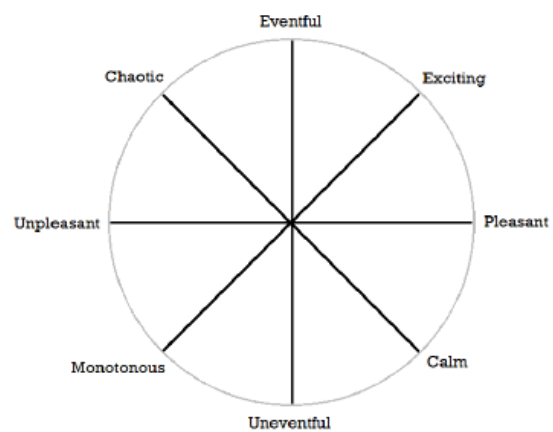 Eventful
Chaotic
Exciting
Unpleasant
Pleasant
Monotonous
Calm
Uneventful